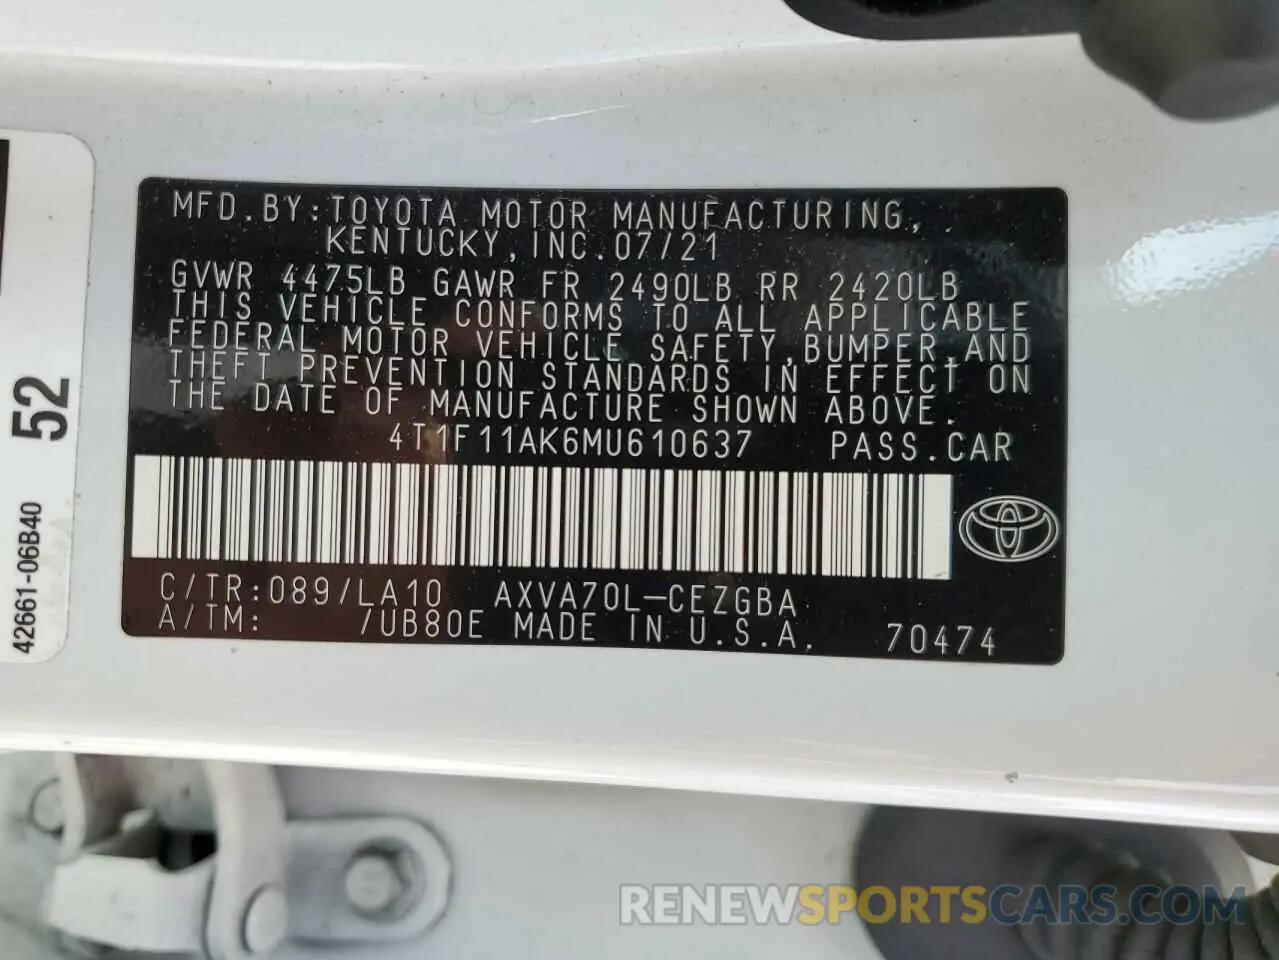 MFD.BY:TOYOTA MOTOR MANUFACTURING,
KENTUCKY,INC.07/21
GVWR 4475LB GAWR FR 2490LB RR 2420LB
THIS VEHICLE CONFORMS TO ALL APPLICABLE
FEDERAL MOTOR VEHICLE SAFETY,BUMPER,AND
THEFT PREVENTION STANDARDS IN EFFECT ON
THE DATE OF MANUFACTURE SHOWN ABOVE.
4T1F11AK6MU610637 PASS.CAR
C/TR:089/LA10 AXVA70L-CEZGBA
A/TM: /UB80E MADE IN U.S.A. 70474
52
42661-06B40
RENEWSPORTSCARS.COM